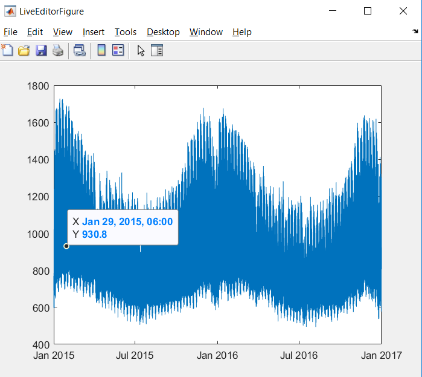 LiveEditorFigure
File Edit View Insert Tools Desktop Window Help
1800
1600
1400
1200
1000
800
600
400
X Jan 29, 2015, 06:00
Y 930.8
Jan 2015 Jul 2015 Jan 2016 Jul 2016 Jan 2017